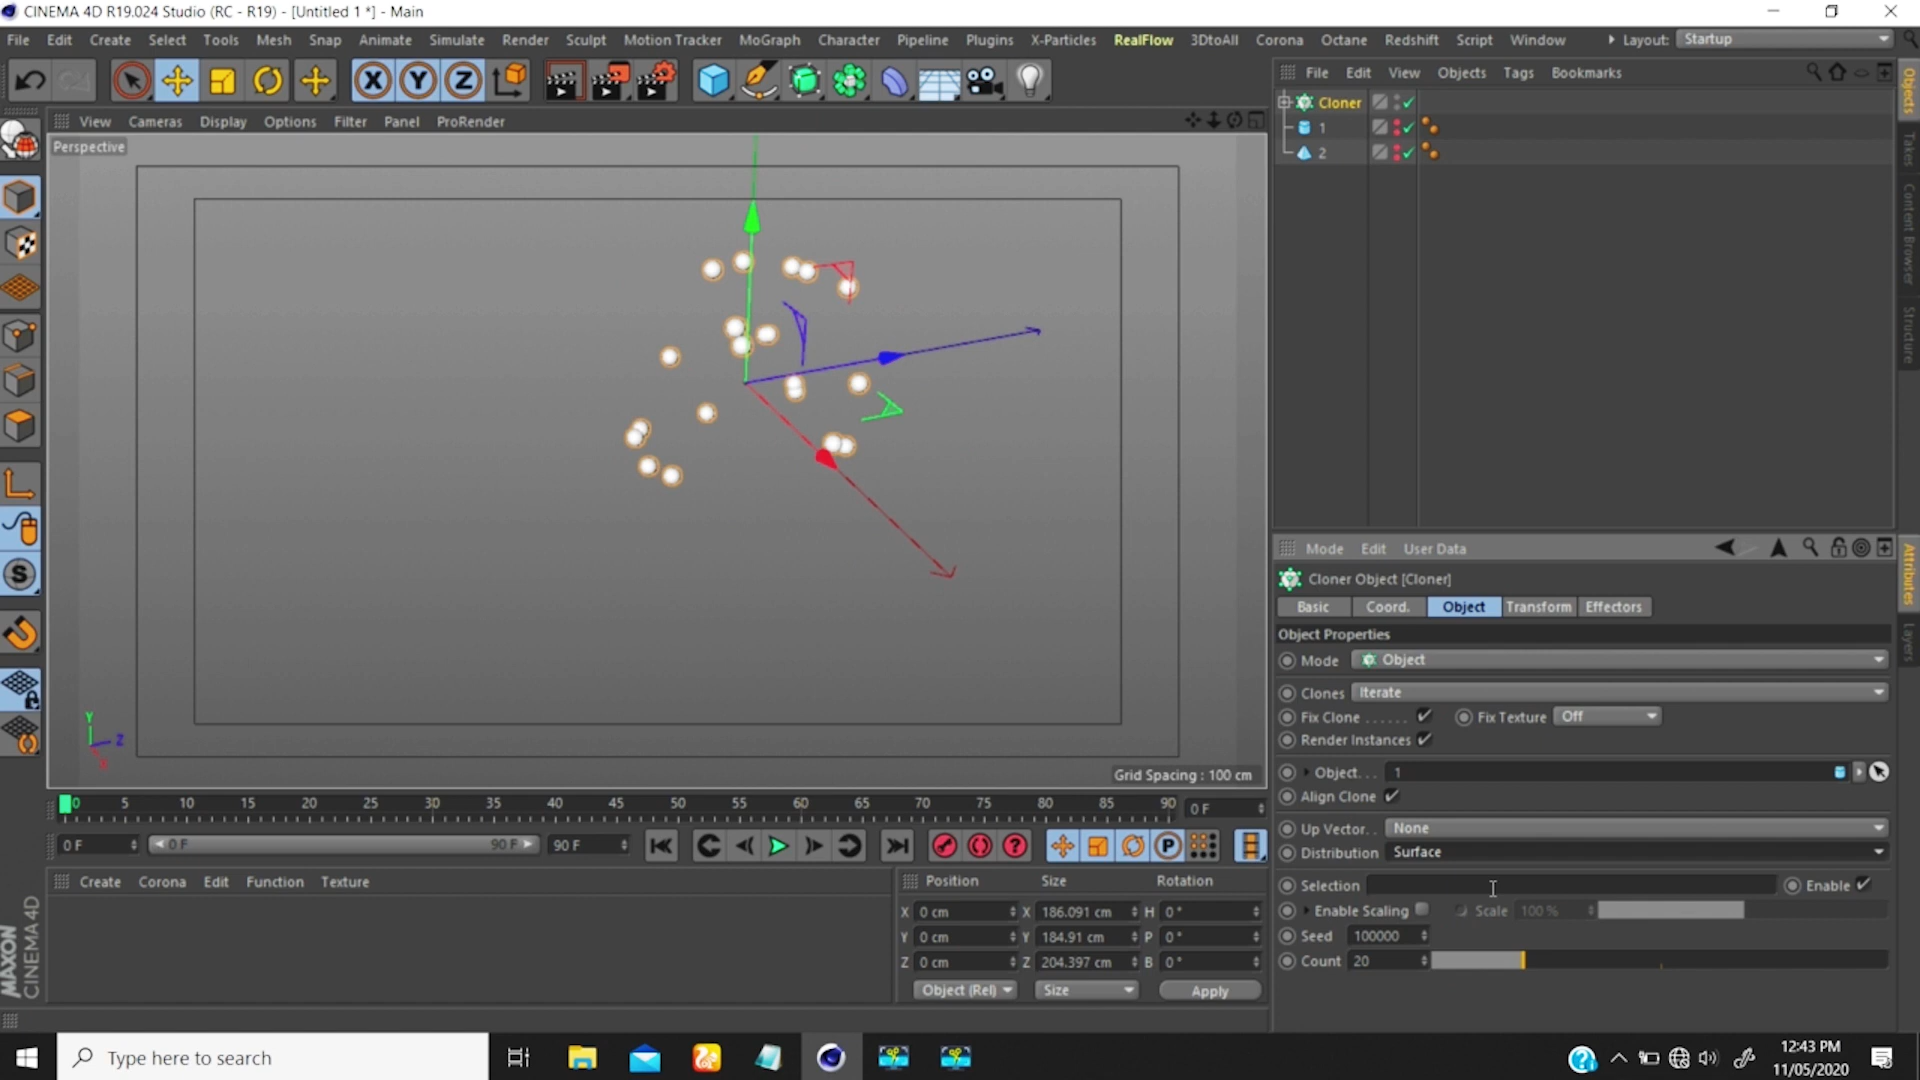 CINEMA 4D R19.024 Studio (RC - R19) - [Untitled 1 *] - Main
File Edit Create Select Tools Mesh Snap Animate Simulate Render Sculpt Motion Tracker MoGraph Character Pipeline Plugins X-Particles RealFlow 3DtoAll Corona Octane Redshift Script Window Layout: Startup
X Y Z
File Edit View Objects Tags Bookmarks
View Cameras Display Options Filter Panel ProRender
Perspective
Cloner
1
2
Objects
Takes
Content Browser
Structure
Y
Z
X
Grid Spacing : 100 cm
Mode Edit User Data
Cloner Object [Cloner]
Basic Coord. Object Transform Effectors
Object Properties
Mode Object
Clones Iterate
Fix Clone ...... Fix Texture Off
Render Instances
Object. . . 1
Align Clone
Up Vector. . None
Distribution Surface
Selection Enable
Enable Scaling Scale 100 %
Seed 100000
Count 20
Attributes
Layers
0 5 10 15 20 25 30 35 40 45 50 55 60 65 70 75 80 85 90 0 F
0 F 0 F 90 F 90 F P
Create Corona Edit Function Texture
Position Size Rotation
X 0 cm X 186.091 cm H 0 °
Y 0 cm Y 184.91 cm P 0 °
Z 0 cm Z 204.397 cm B 0 °
Object (Rel) Size Apply
MAXON
CINEMA 4D
Type here to search
12:43 PM
11/05/2020